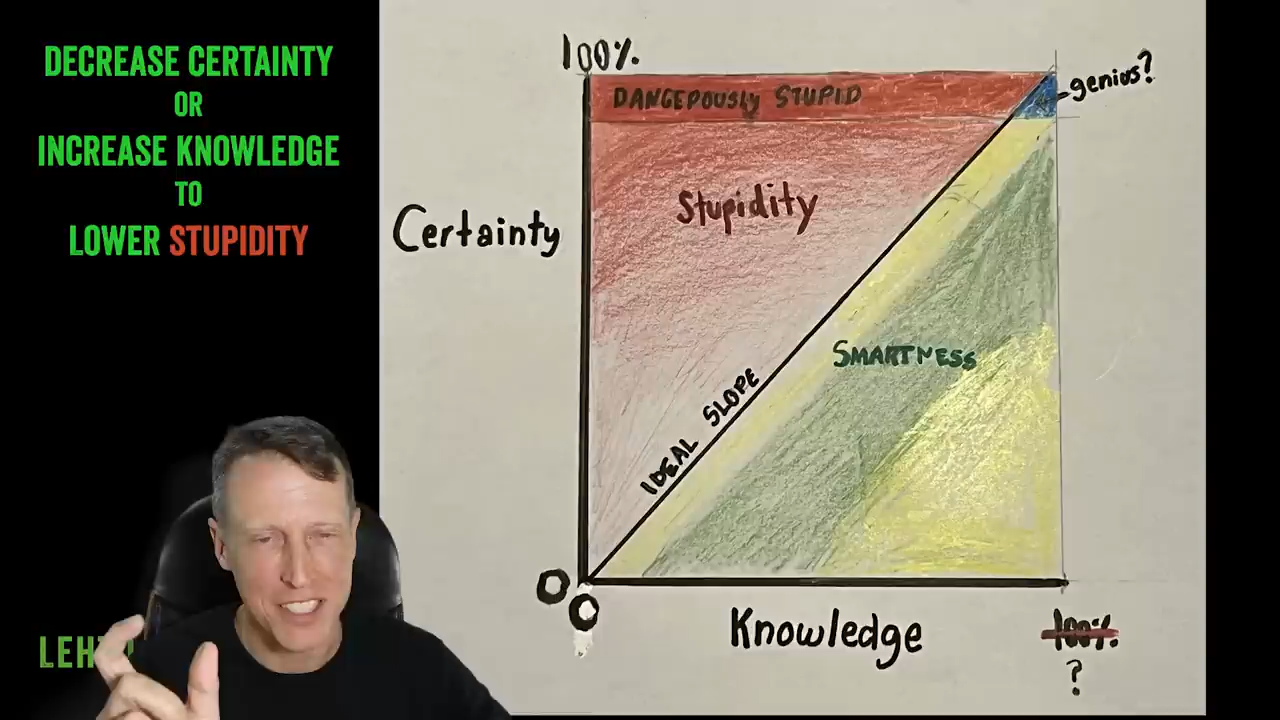 DECREASE CERTAINTY
OR
INCREASE KNOWLEDGE
TO
LOWER STUPIDITY
100%
DANGEROUSLY STUPID
genius?
Stupidity
Certainty
SMARTNESS
IDEAL SLOPE
0
0
Knowledge
100%
?